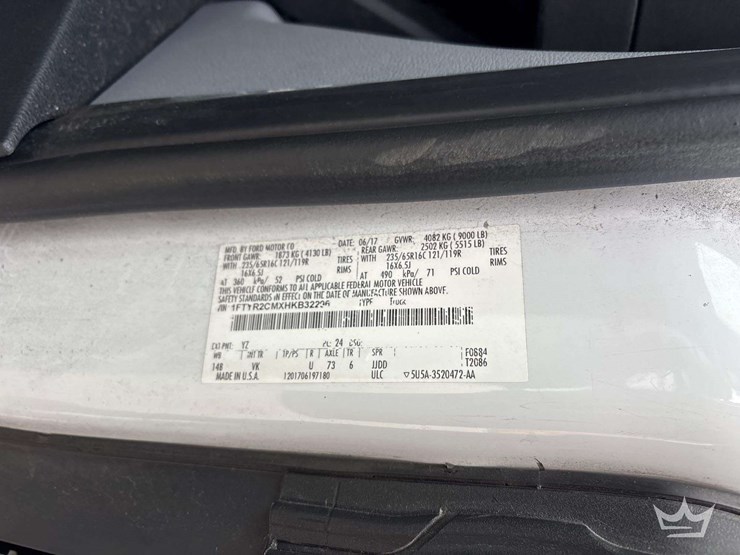 MFD. BY FORD MOTOR CO
DATE: 06/17 GVWR: 4082 KG ( 9000 LB)
FRONT GAWR: 1873 KG ( 4130 LB) REAR GAWR: 2502 KG ( 5515 LB)
WITH 235/65R16C 121/119R TIRES WITH 235/65R16C 121/119R TIRES
16X6.5J RIMS 16X6.5J RIMS
AT 360 kPa/ 52 PSI COLD AT 490 kPa/ 71 PSI COLD
THIS VEHICLE CONFORMS TO ALL APPLICABLE FEDERAL MOTOR VEHICLE
SAFETY STANDARDS IN EFFECT ON THE DATE OF MANUFACTURE SHOWN ABOVE.
VIN: TYPE Truck
EXT PNT: YZ 24
WB TP/PS R AXLE TR SPR F0684
148 VK U 73 6 JJDD T2086
MADE IN U.S.A. 1201706197180 ULC 5U5A-3520472-AA